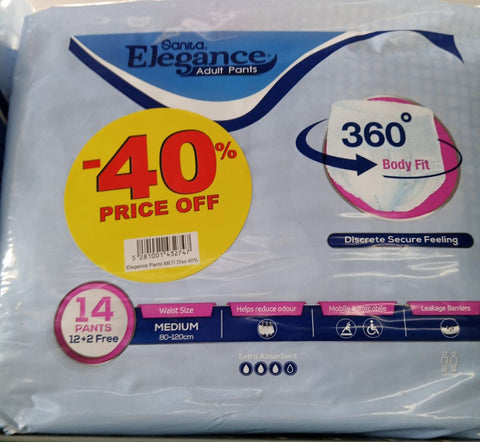 Sanita
Elegance
Adult Pants
360°
Body Fit
Discrete Secure Feeling
-40%
PRICE OFF
5 281001 432747
Elegance Pants MED Disc 40%
14
PANTS
12+2 Free
Waist Size
MEDIUM
80-120cm
Helps reduce odour
Mobile & Immobile
Leakage Barriers
Extra Absorbent